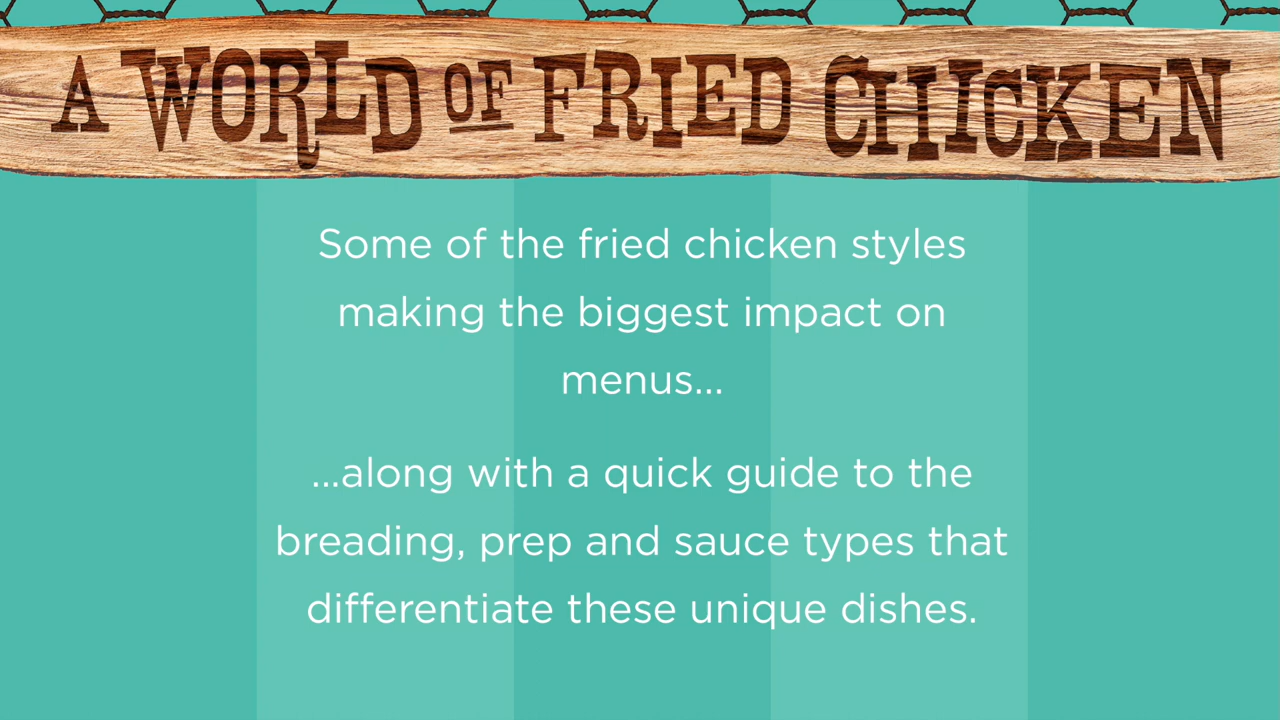 A WORLD OF FRIED CHICKEN
Some of the fried chicken styles
making the biggest impact on
menus...
...along with a quick guide to the
breading, prep and sauce types that
differentiate these unique dishes.